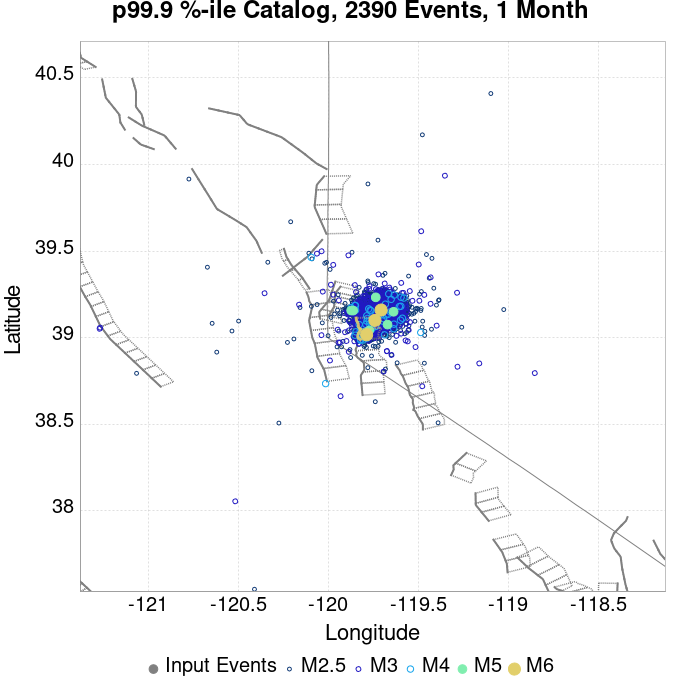 p99.9 %-ile Catalog, 2390 Events, 1 Month
40.5
40
39.5
39
38.5
38
Latitude
-121 -120.5 -120 -119.5 -119 -118.5
Longitude
Input Events M2.5 M3 M4 M5 M6